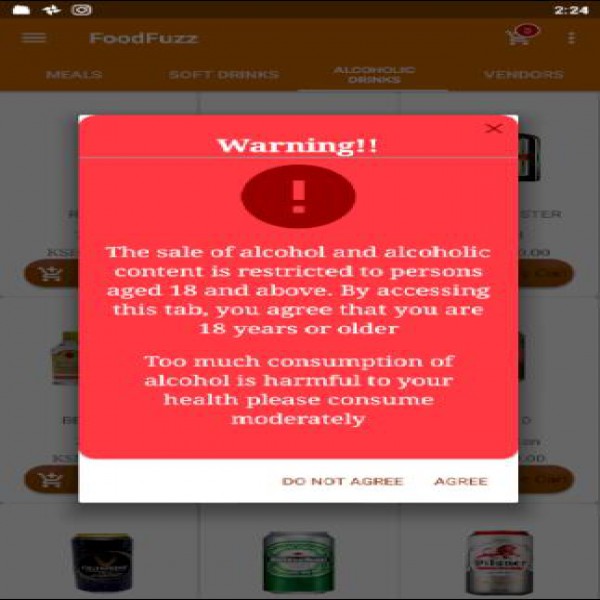 2:24
FoodFuzz
MEALS
SOFT DRINKS
ALCOHOLIC
DRINKS
VENDORS
Warning!!
The sale of alcohol and alcoholic
content is restricted to persons
aged 18 and above. By accessing
this tab, you agree that you are
18 years or older
Too much consumption of
alcohol is harmful to your
health please consume
moderately
DO NOT AGREE
AGREE
Pilsner